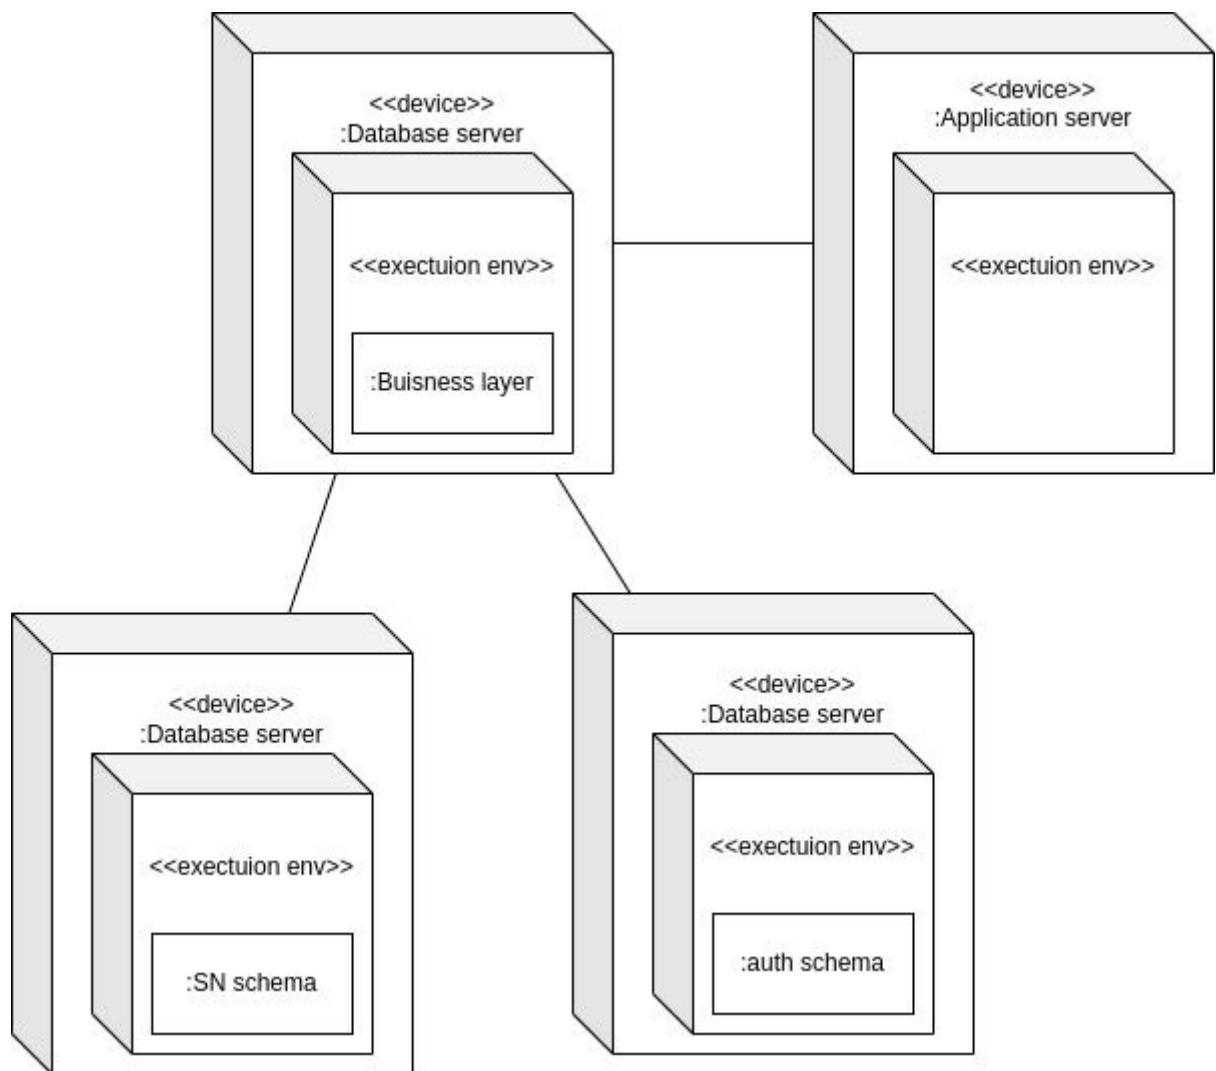 <<device>>
:Database server
<<exectuion env>>
:Buisness layer
<<device>>
:Application server
<<exectuion env>>
<<device>>
:Database server
<<exectuion env>>
:SN schema
<<device>>
:Database server
<<exectuion env>>
:auth schema